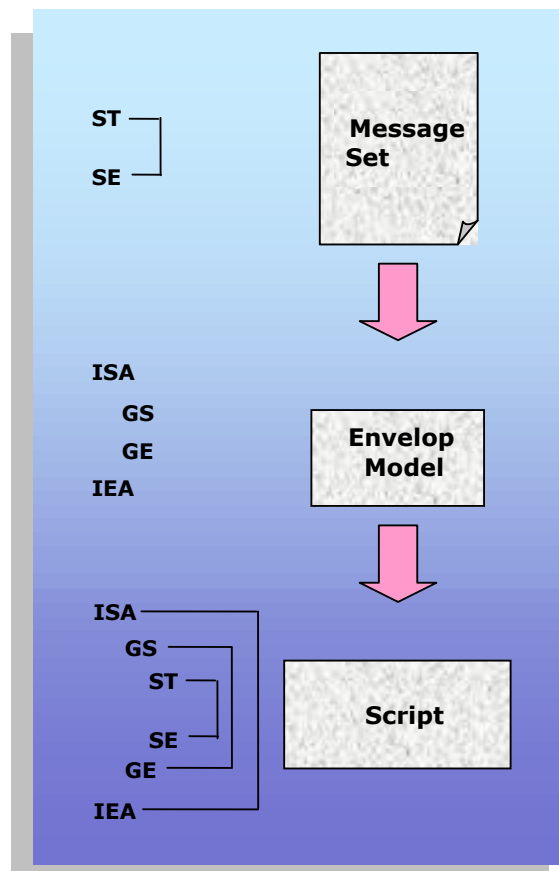 ST
SE
Message
Set
ISA
GS
GE
IEA
Envelop
Model
ISA
GS
ST
SE
GE
IEA
Script